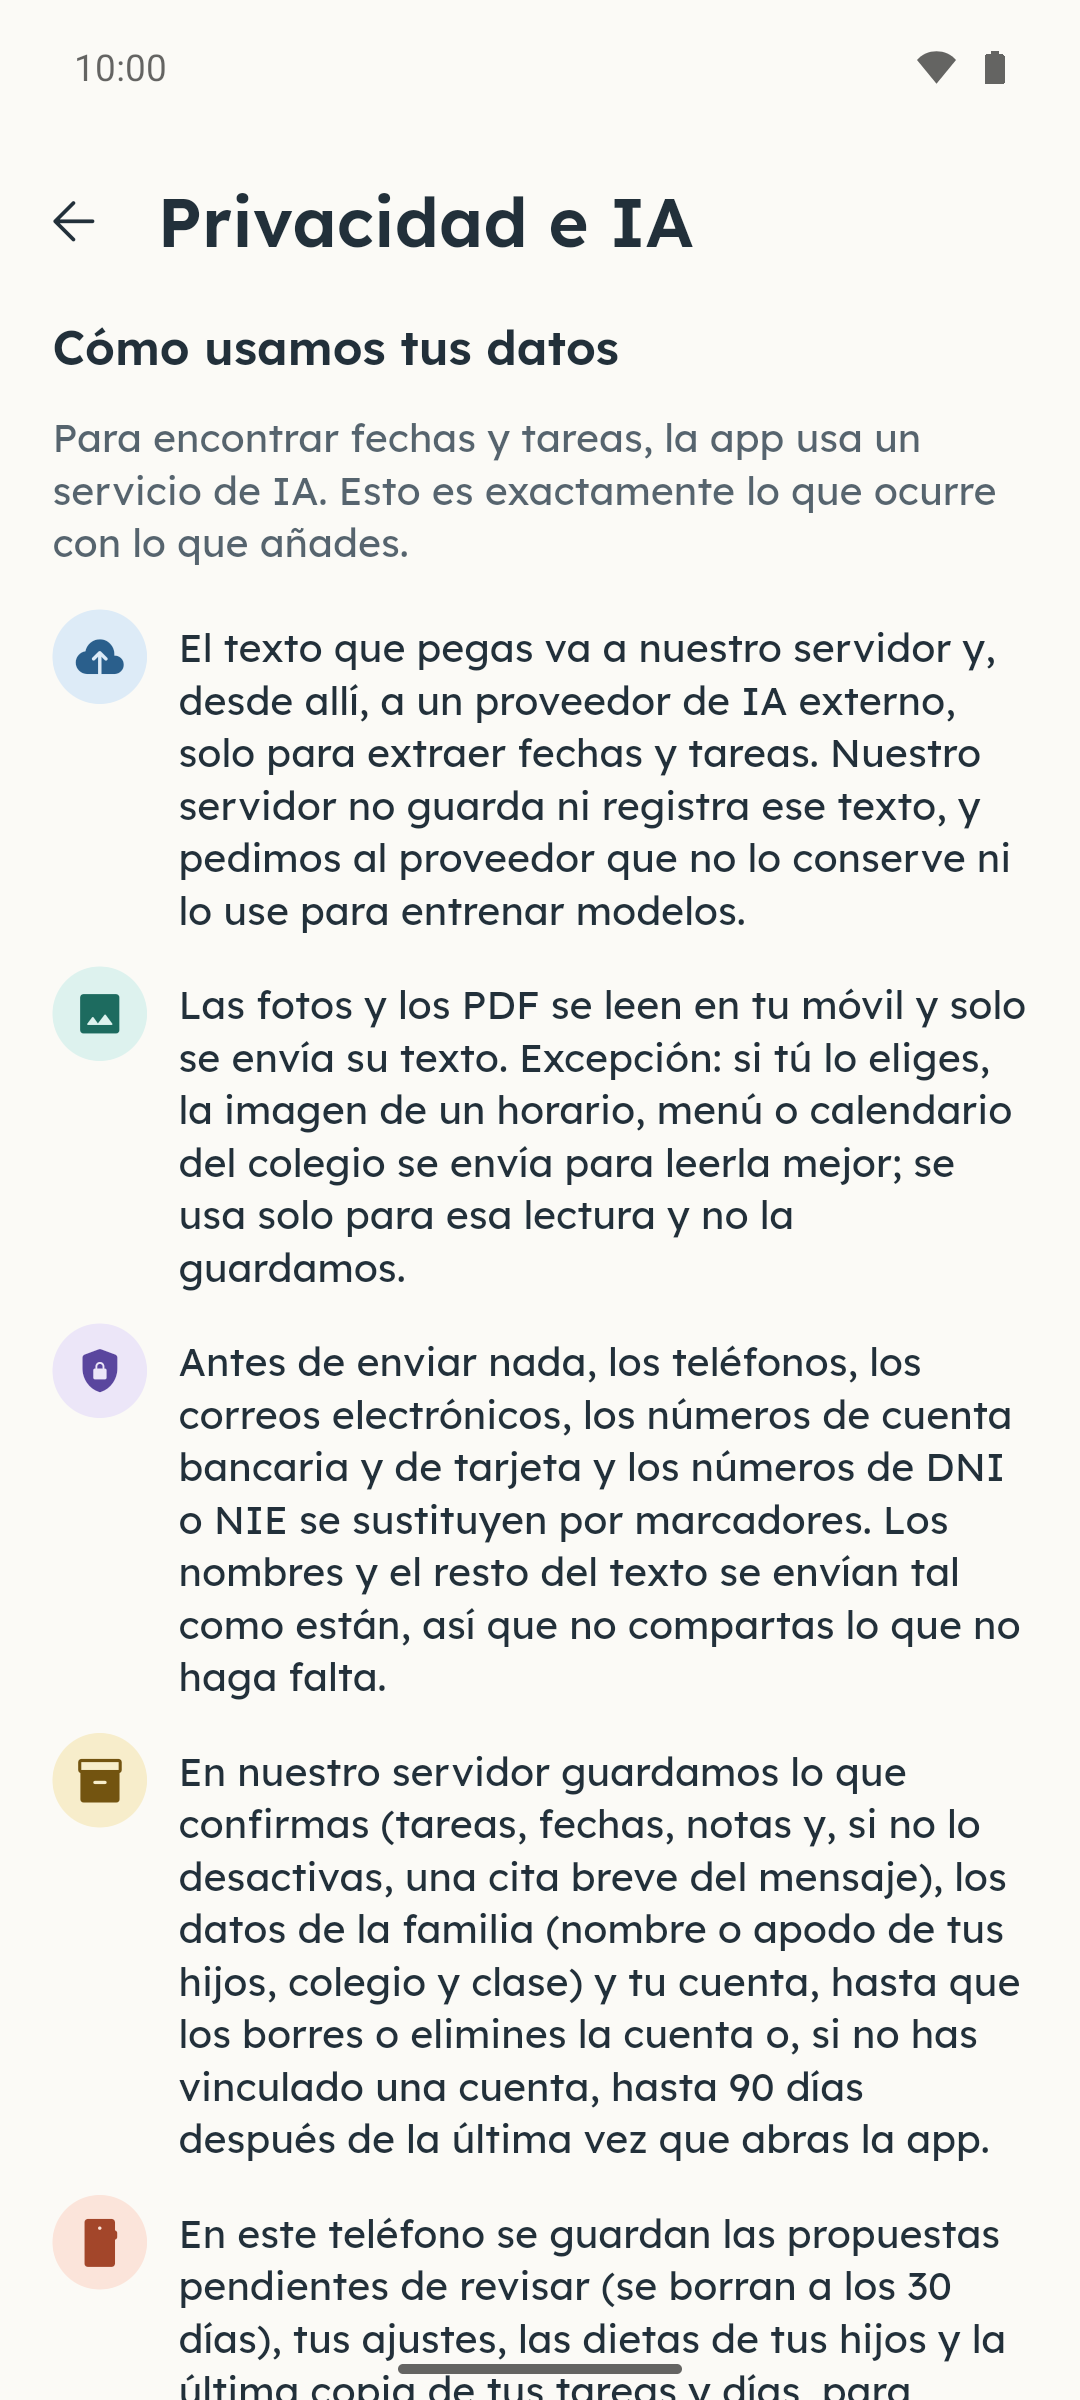 10:00
Privacidad e IA
Cómo usamos tus datos
Para encontrar fechas y tareas, la app usa un
servicio de IA. Esto es exactamente lo que ocurre
con lo que añades.
El texto que pegas va a nuestro servidor y,
desde allí, a un proveedor de IA externo,
solo para extraer fechas y tareas. Nuestro
servidor no guarda ni registra ese texto, y
pedimos al proveedor que no lo conserve ni
lo use para entrenar modelos.
Las fotos y los PDF se leen en tu móvil y solo
se envía su texto. Excepción: si tú lo eliges,
la imagen de un horario, menú o calendario
del colegio se envía para leerla mejor; se
usa solo para esa lectura y no la
guardamos.
Antes de enviar nada, los teléfonos, los
correos electrónicos, los números de cuenta
bancaria y de tarjeta y los números de DNI
o NIE se sustituyen por marcadores. Los
nombres y el resto del texto se envían tal
como están, así que no compartas lo que no
haga falta.
En nuestro servidor guardamos lo que
confirmas (tareas, fechas, notas y, si no lo
desactivas, una cita breve del mensaje), los
datos de la familia (nombre o apodo de tus
hijos, colegio y clase) y tu cuenta, hasta que
los borres o elimines la cuenta o, si no has
vinculado una cuenta, hasta 90 días
después de la última vez que abras la app.
En este teléfono se guardan las propuestas
pendientes de revisar (se borran a los 30
días), tus ajustes, las dietas de tus hijos y la
última copia de tus tareas y días, para